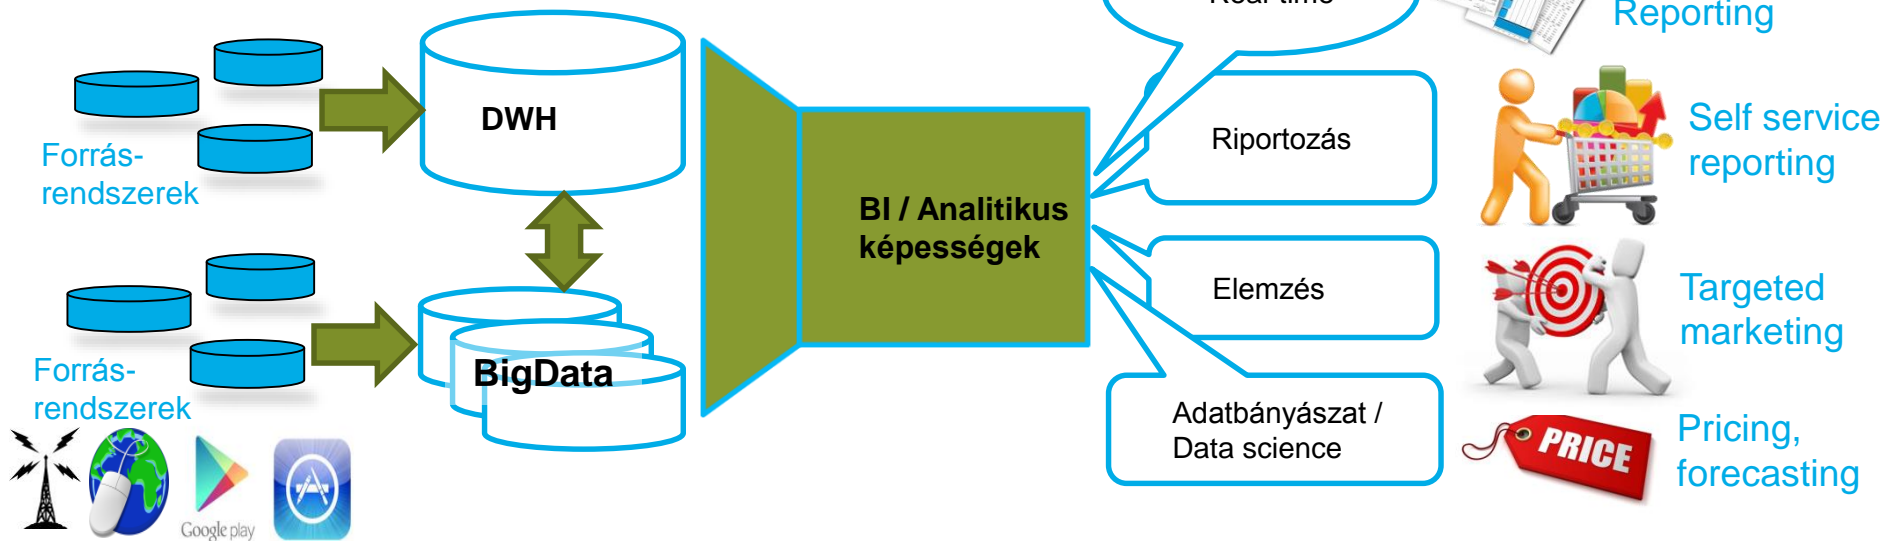 Reporting
DWH
Forrás-
rendszerek
Riportozás
Self service
reporting
BI / Analitikus
képességek
Elemzés
Targeted
marketing
BigData
Forrás-
rendszerek
Adatbányászat /
Data science
PRICE
Pricing,
forecasting
Google play